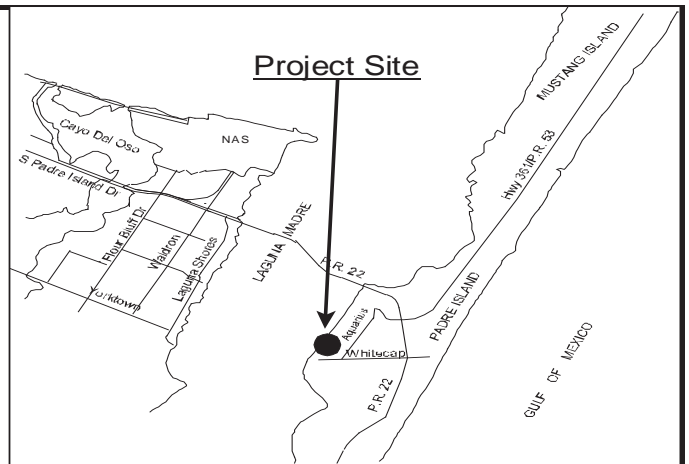 Project Site
MUSTANG ISLAND
Cayo Del Oso
NAS
S Padre Island Dr
Hwy 361/P.R. 53
Flour Bluff Dr
Waldron
Laguna Shores
LAGUNA MADRE
P.R. 22
Yorktown
Aquarius
PADRE ISLAND
Whitecap
P.R. 22
GULF OF MEXICO